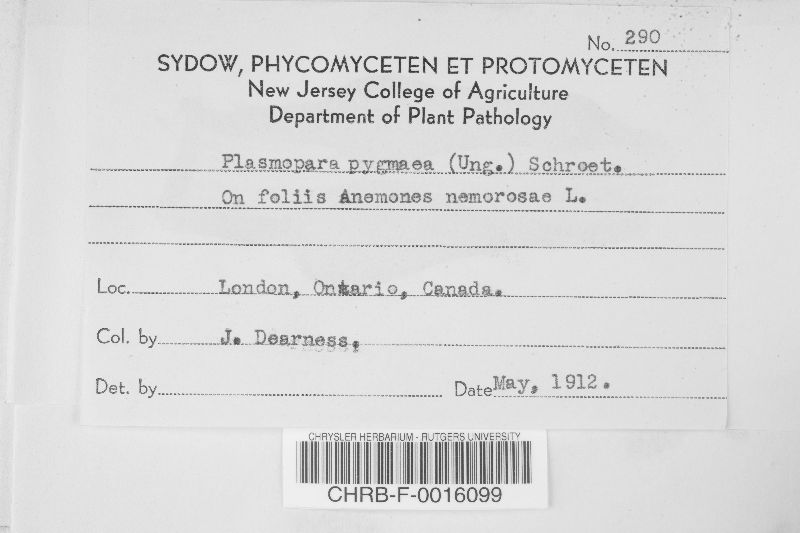 No. 290
SYDOW, PHYCOMYCETEN ET PROTOMYCETEN
New Jersey College of Agriculture
Department of Plant Pathology
Plasmopara pygmaea (Ung.) Schroet.
On foliis Anemones nemorosae L.
Loc. London, Ontario, Canada.
Col. by J. Dearness.
Det. by
Date May, 1912.
CHRYSLER HERBARIUM - RUTGERS UNIVERSITY
CHRB-F-0016099